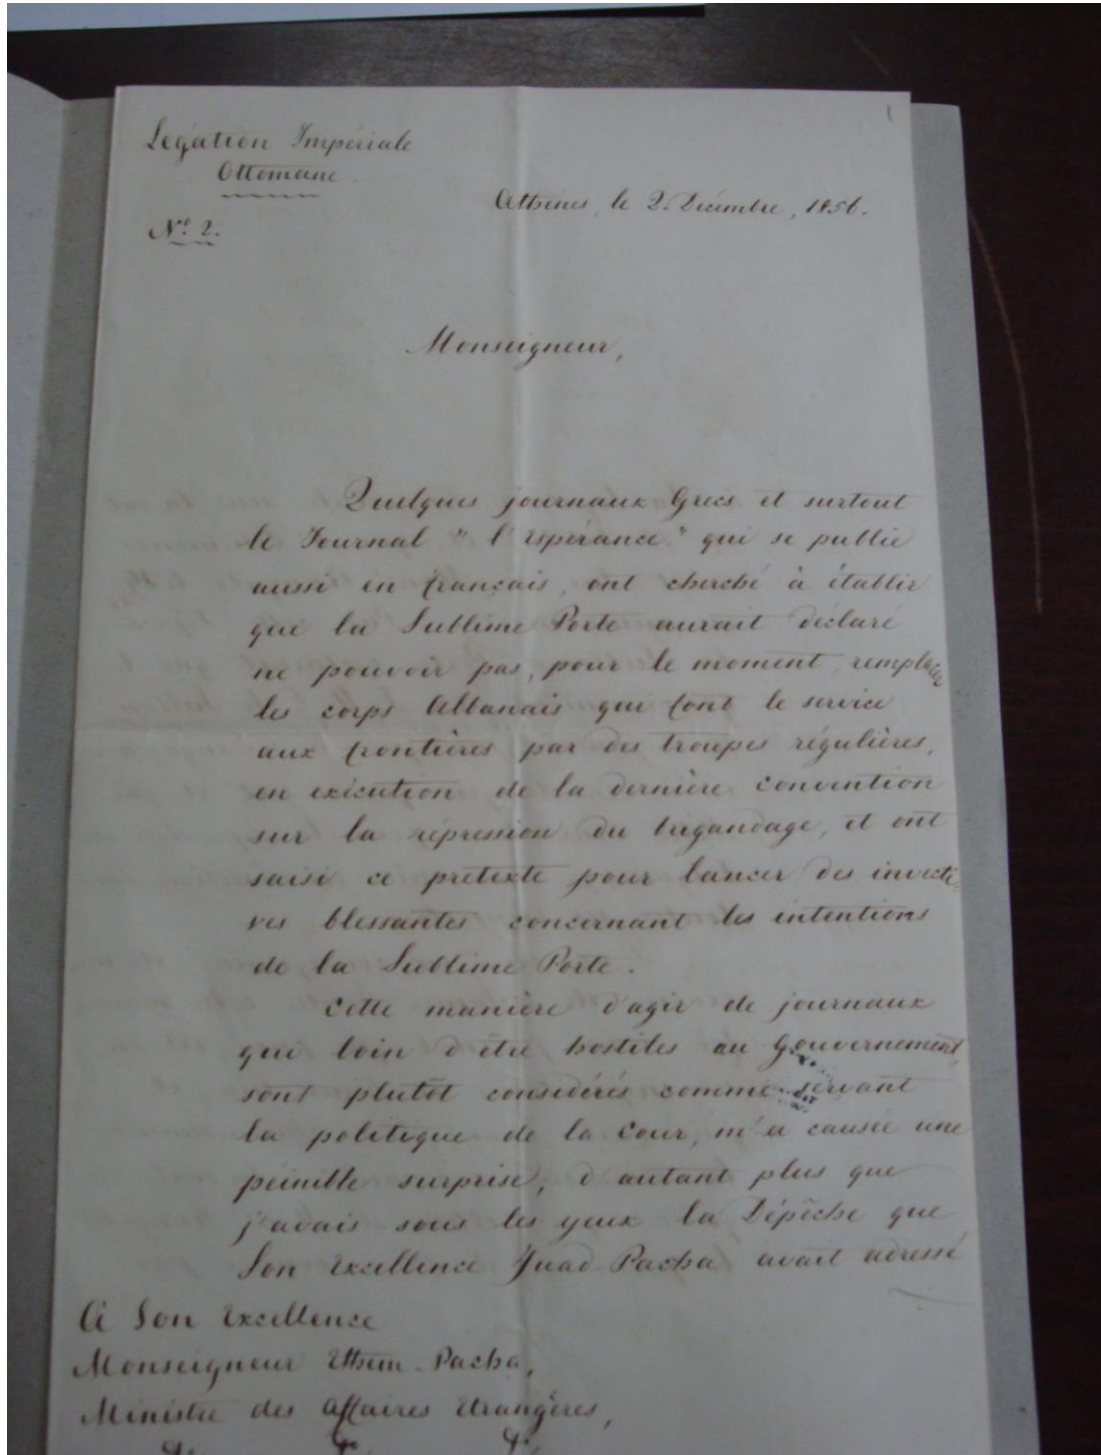 Légation Impériale
Ottomane
Nº 2.
Athènes, le 2. Décembre, 1856.
Monseigneur,
Quelques journaux Grecs et surtout
le Journal " l'Espérance " qui se publie
aussi en français, ont cherché à établir
que la Sublime Porte aurait déclaré
ne pouvoir pas, pour le moment, remplacer
les corps Albanais qui font le service
aux frontières par des troupes régulières,
en exécution de la dernière convention
sur la répression du brigandage, et ont
saisi ce prétexte pour lancer des invecti-
ves blessantes concernant les intentions
de la Sublime Porte.
Cette manière d'agir de journaux
qui loin d'être hostiles au gouvernement,
sont plutôt considérés comme servant
la politique de la Cour, m'a causée une
peinible surprise; d'autant plus que
j'avais sous les yeux la Dépêche que
Son Excellence Fuad-Pacha avait adressé
A Son Excellence
Monseigneur Ethem-Pacha,
Ministre des affaires Etrangères,